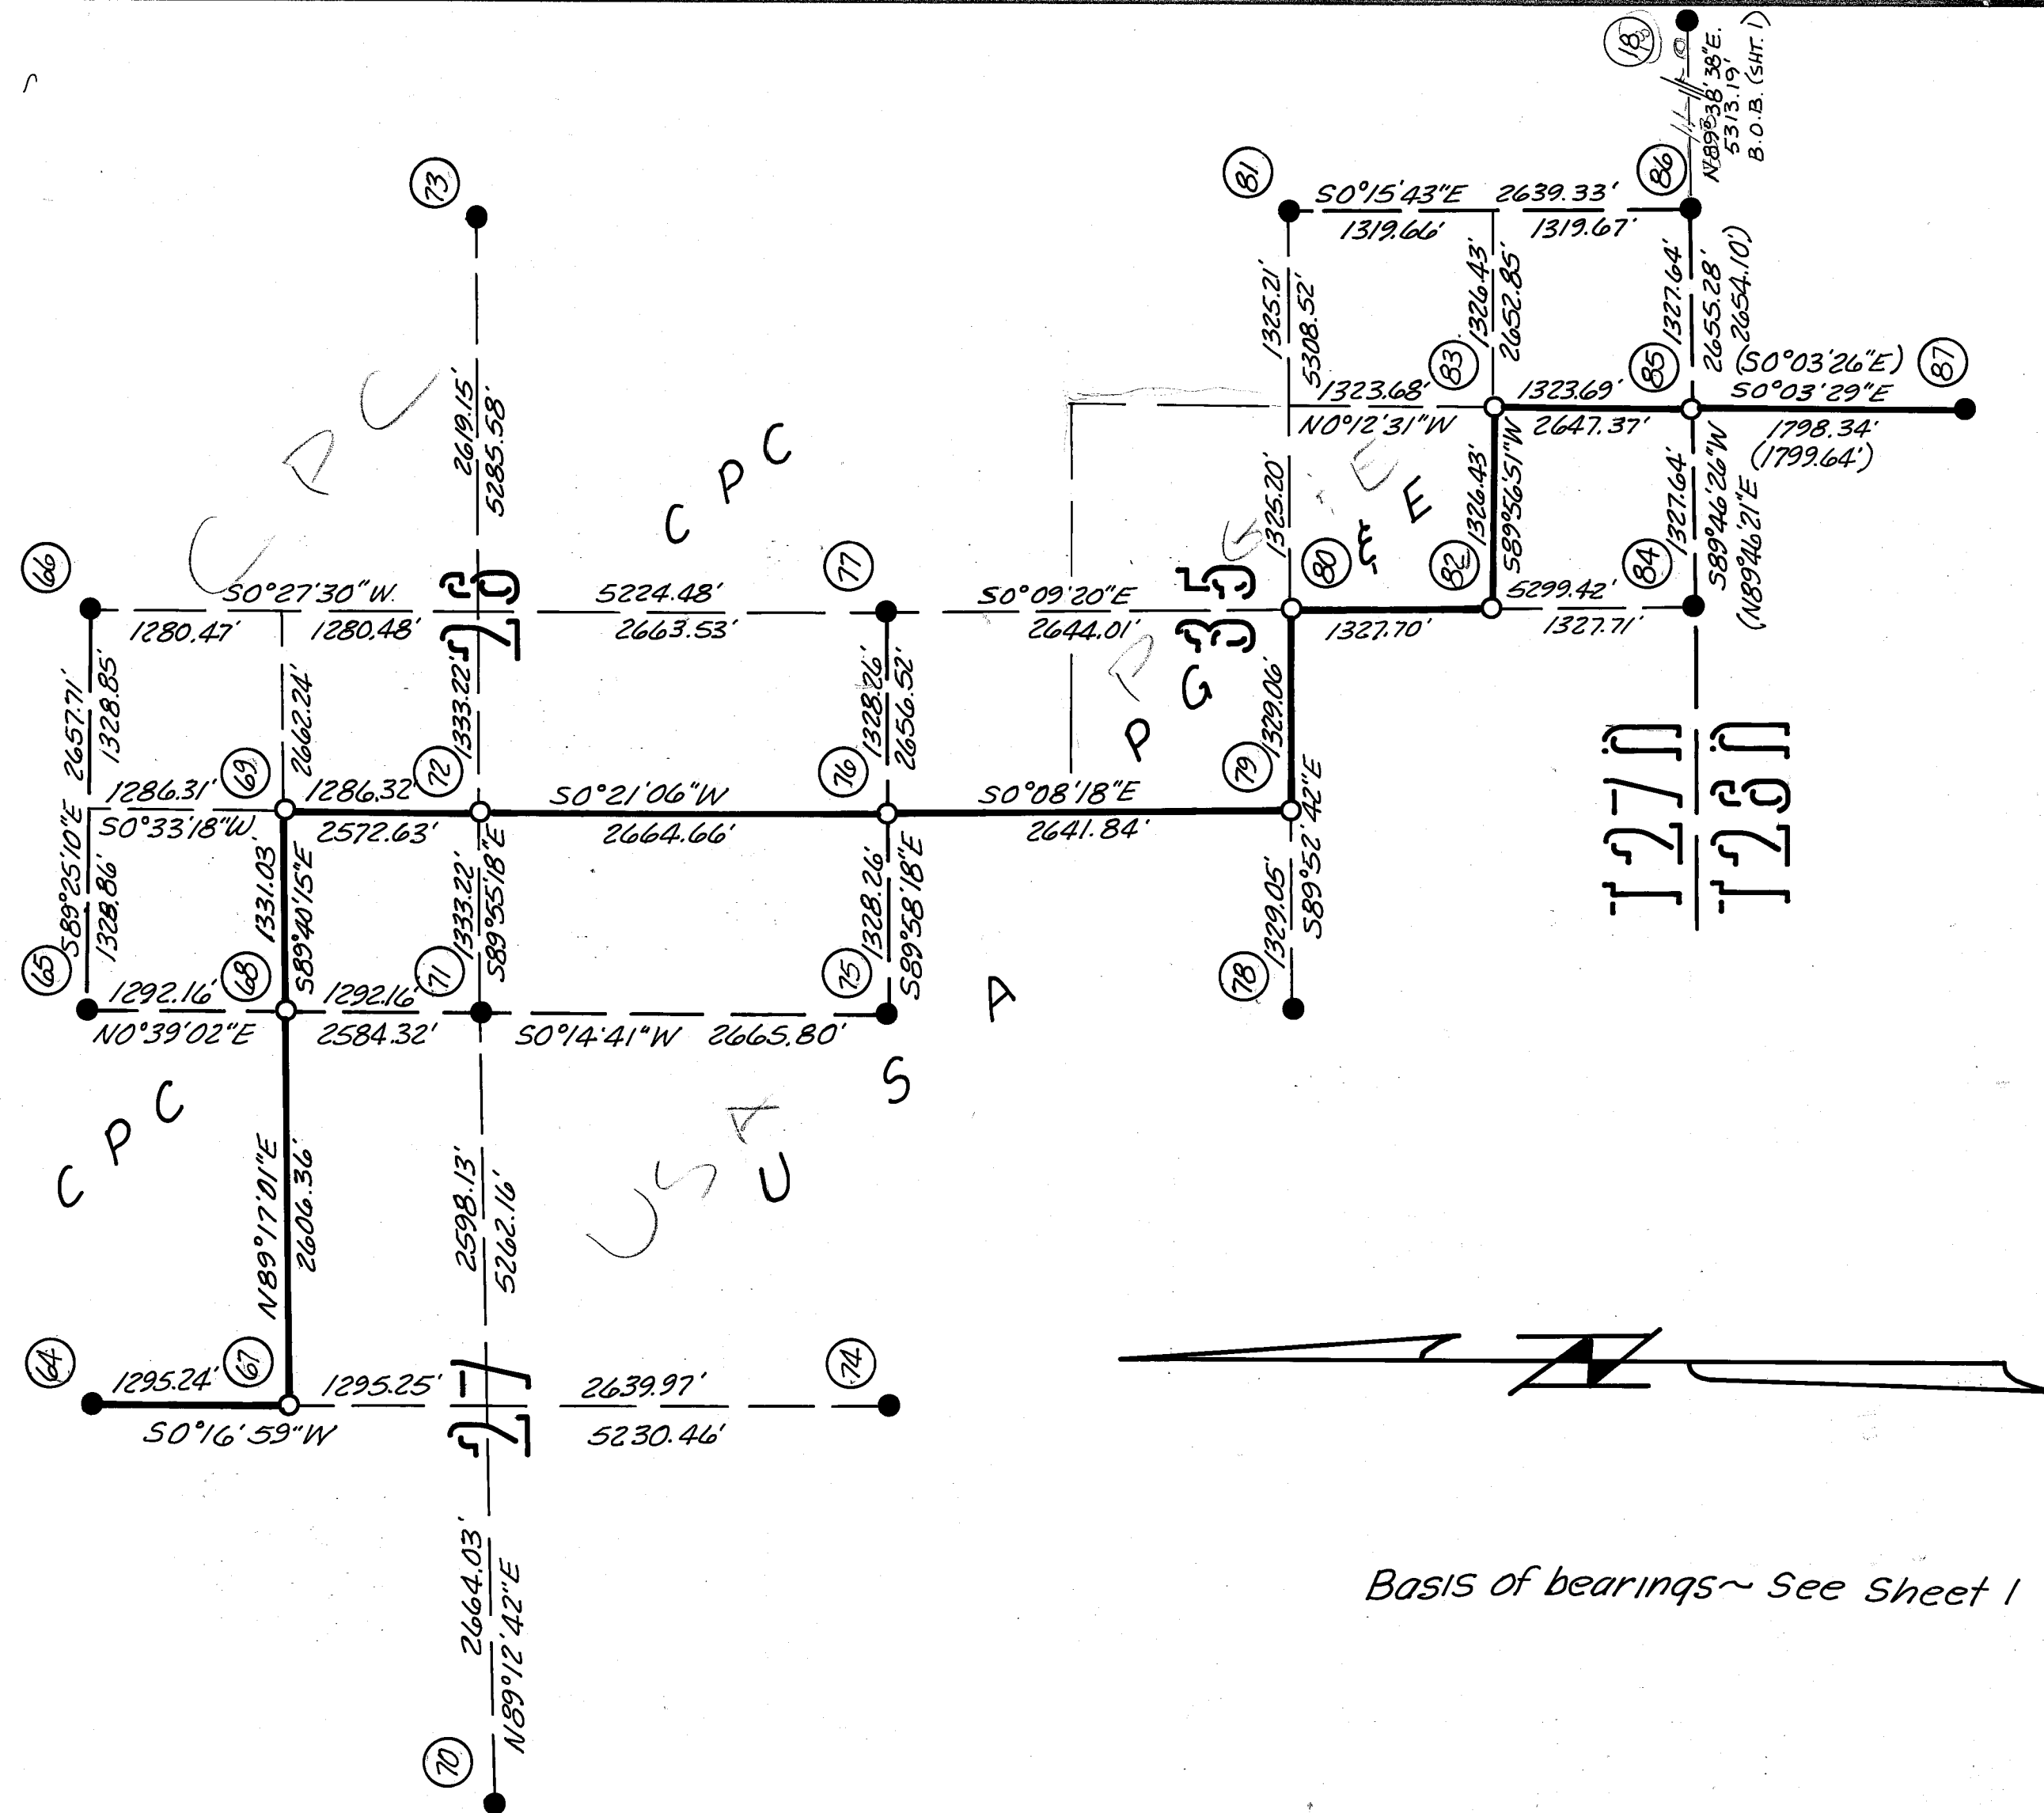 18
N89°38'38"E.
5313.19'
B.O.B. (SHT. 1)
73
81
S0°15'43"E 2639.33'
86
1319.66' 1319.67'
1325.21'
5308.52'
1326.43'
2652.85'
1327.64'
2655.28'
(2654.10')
2619.15'
5285.58'
83
85
(S0°03'26"E)
87
1323.68'
1323.69'
S0°03'29"E
N0°12'31"W
2647.37'
1798.34'
(1799.64')
C P C
C P C
1325.20'
P G & E
P G & E
1326.43'
S89°56'51"W
1327.64'
S89°46'26"W
(N89°46'21"E)
66
77
80
82
84
S0°27'30"W.
26
5224.48'
S0°09'20"E
35
5299.42'
1280.47'
1280.48'
2663.53'
2644.01'
1327.70'
1327.71'
2657.71'
1328.85'
2662.24'
1333.22'
1328.26'
2656.52'
1329.06'
69
72
76
79
1286.31'
1286.32'
S0°21'06"W
S0°08'18"E
S0°33'18"W.
2572.63'
2664.66'
2641.84'
T27N
T26N
S89°25'10"E
1328.86'
1331.03'
S89°40'15"E
1333.22'
S89°55'18"E
1328.26'
S89°58'18"E
1329.05'
S89°52'42"E
65
68
71
75
78
1292.16'
1292.16'
N0°39'02"E
2584.32'
S0°14'41"W 2665.80'
C P C
U S A
U S A
N89°17'01"E
2606.36'
2598.13'
5262.16'
64
67
74
1295.24'
1295.25'
27
2639.97'
S0°16'59"W
5230.46'
N
2664.03'
N89°12'42"E
70
Basis of bearings~ See Sheet 1